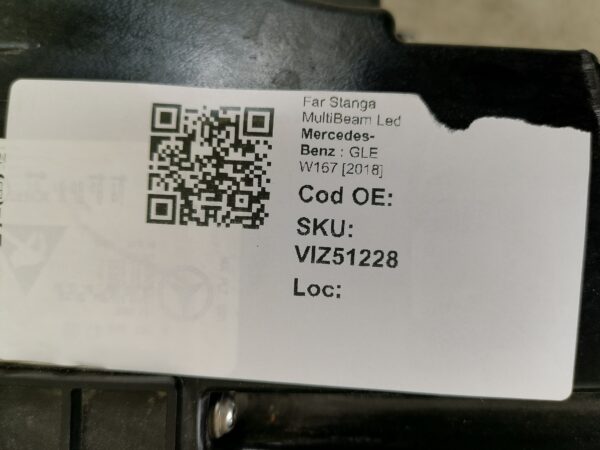 Far Stanga
MultiBeam Led
Mercedes-
Benz : GLE
W167 [2018]
Cod OE:
SKU:
VIZ51228
Loc: